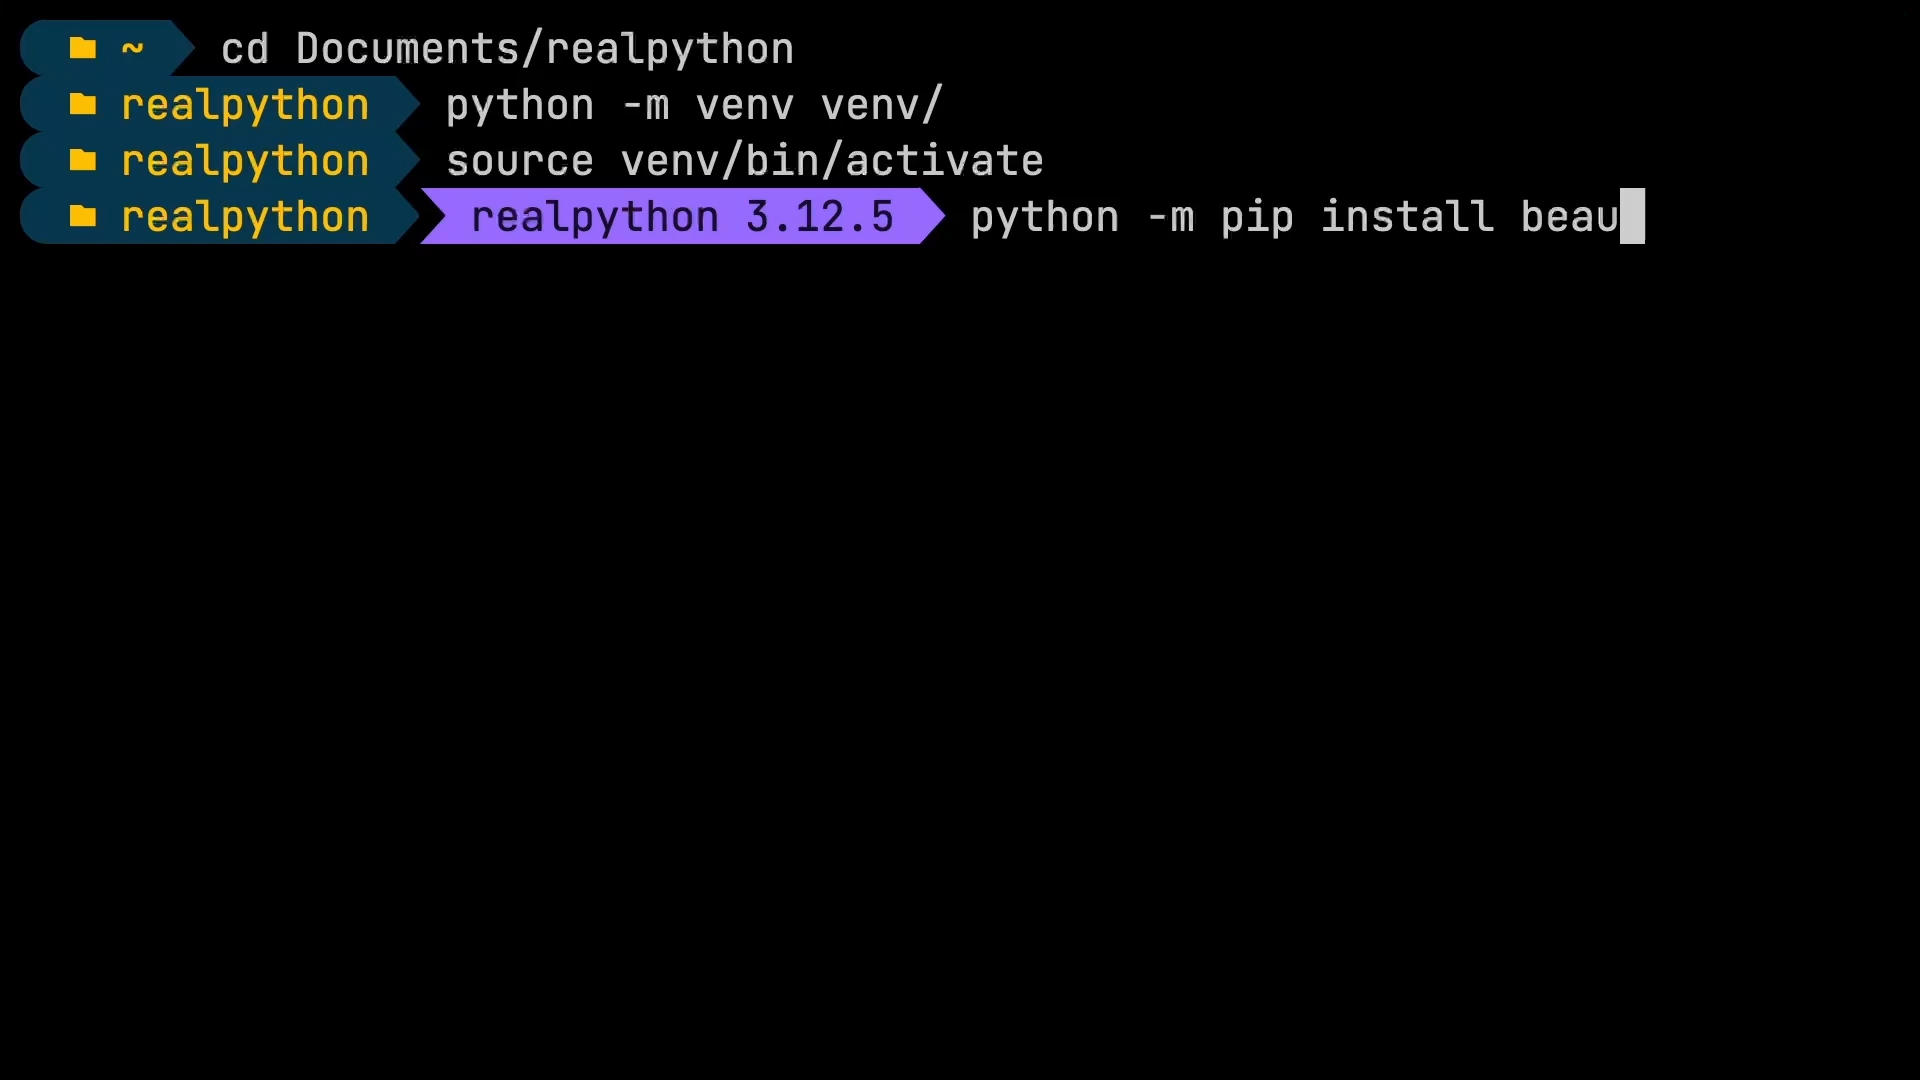 ~ cd Documents/realpython
realpython python -m venv venv/
realpython source venv/bin/activate
realpython realpython 3.12.5 python -m pip install beau